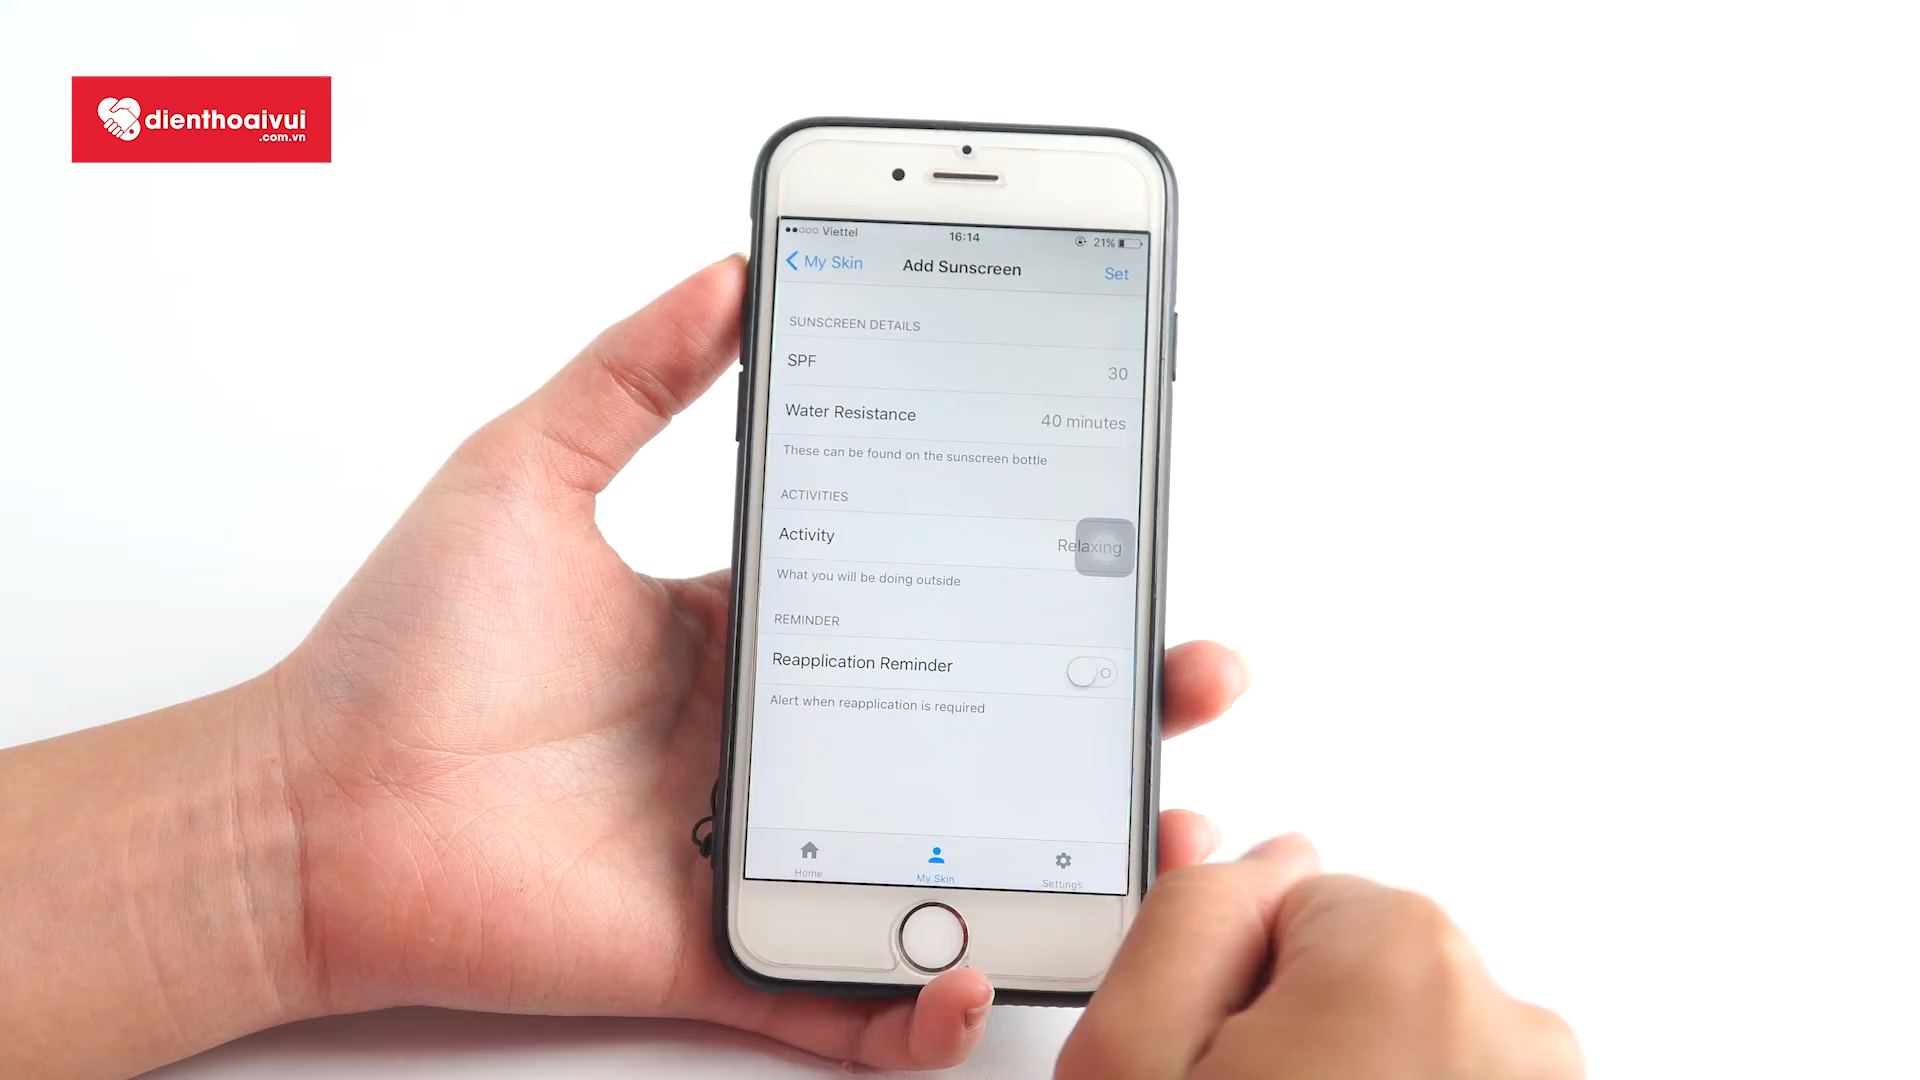 dienthoaivui
.com.vn
Viettel 16:14 21%
My Skin Add Sunscreen Set
SUNSCREEN DETAILS
SPF 30
Water Resistance 40 minutes
These can be found on the sunscreen bottle
ACTIVITIES
Activity Relaxing
What you will be doing outside
REMINDER
Reapplication Reminder
Alert when reapplication is required
Home My Skin Settings